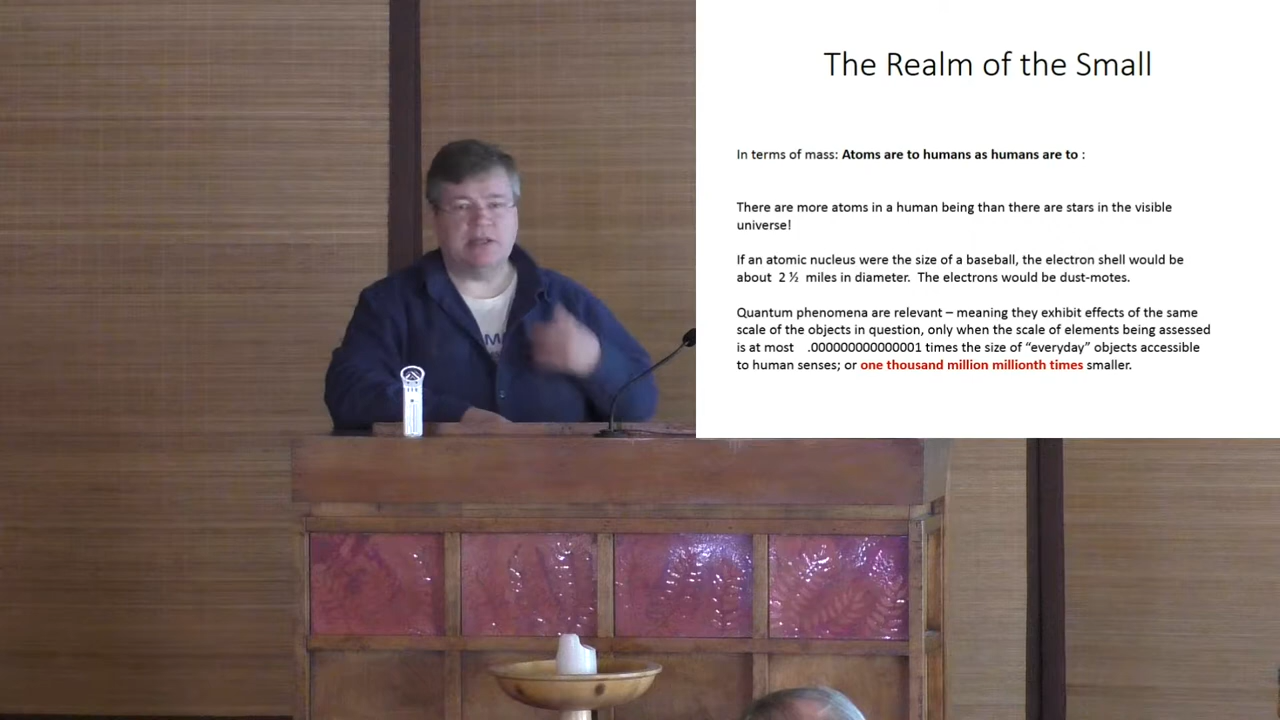 The Realm of the Small
In terms of mass: Atoms are to humans as humans are to :
There are more atoms in a human being than there are stars in the visible
universe!
If an atomic nucleus were the size of a baseball, the electron shell would be
about 2 ½ miles in diameter. The electrons would be dust-motes.
Quantum phenomena are relevant – meaning they exhibit effects of the same
scale of the objects in question, only when the scale of elements being assessed
is at most .000000000000001 times the size of “everyday” objects accessible
to human senses; or one thousand million millionth times smaller.